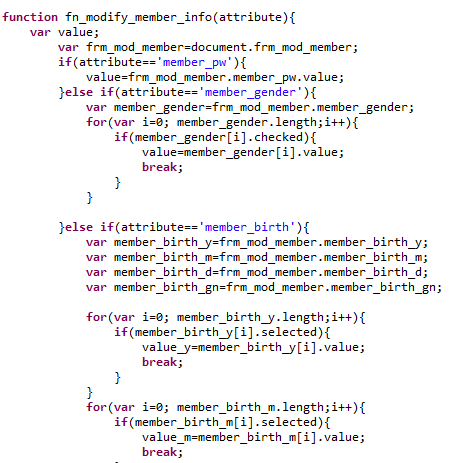 function fn_modify_member_info(attribute){
    var value;
        var frm_mod_member=document.frm_mod_member;
        if(attribute=='member_pw'){
            value=frm_mod_member.member_pw.value;
        }else if(attribute=='member_gender'){
            var member_gender=frm_mod_member.member_gender;
            for(var i=0; member_gender.length;i++){
                if(member_gender[i].checked){
                    value=member_gender[i].value;
                    break;
                }
            }

        }else if(attribute=='member_birth'){
            var member_birth_y=frm_mod_member.member_birth_y;
            var member_birth_m=frm_mod_member.member_birth_m;
            var member_birth_d=frm_mod_member.member_birth_d;
            var member_birth_gn=frm_mod_member.member_birth_gn;

            for(var i=0; member_birth_y.length;i++){
                if(member_birth_y[i].selected){
                    value_y=member_birth_y[i].value;
                    break;
                }
            }
            for(var i=0; member_birth_m.length;i++){
                if(member_birth_m[i].selected){
                    value_m=member_birth_m[i].value;
                    break;